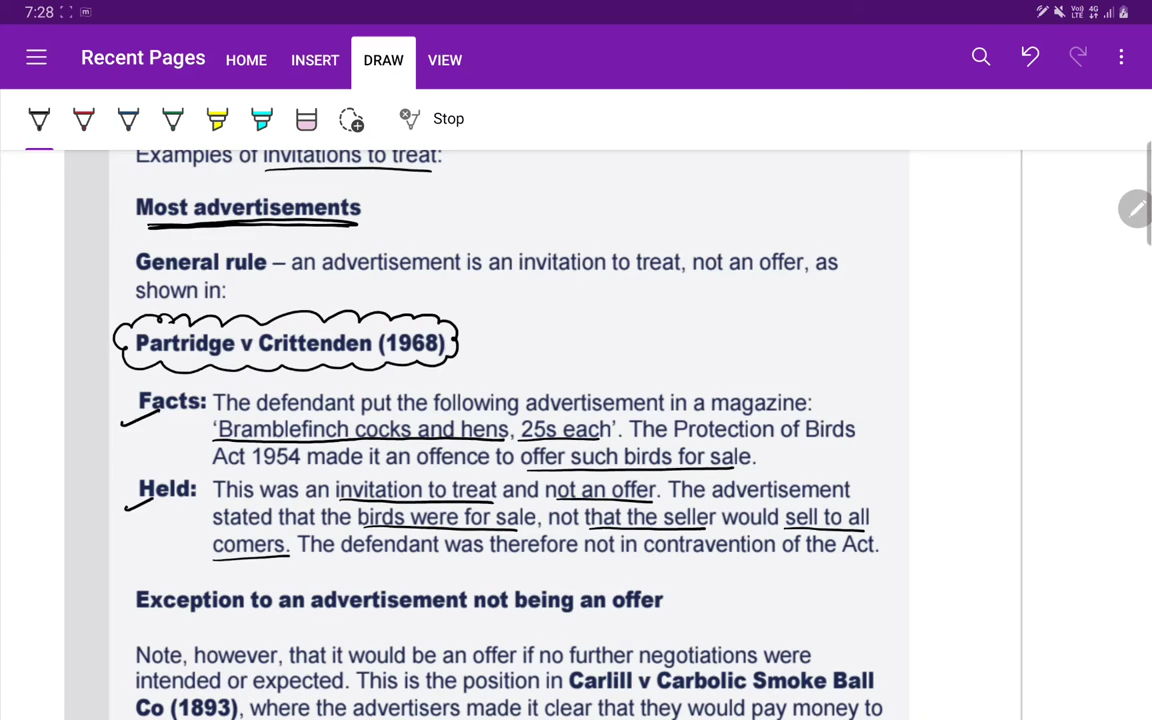 7:28 m Vo) LTE 4G
Recent Pages HOME INSERT DRAW VIEW
Stop
Examples of invitations to treat:
Most advertisements
General rule – an advertisement is an invitation to treat, not an offer, as
shown in:
Partridge v Crittenden (1968)
Facts: The defendant put the following advertisement in a magazine:
‘Bramblefinch cocks and hens, 25s each’. The Protection of Birds
Act 1954 made it an offence to offer such birds for sale.
Held: This was an invitation to treat and not an offer. The advertisement
stated that the birds were for sale, not that the seller would sell to all
comers. The defendant was therefore not in contravention of the Act.
Exception to an advertisement not being an offer
Note, however, that it would be an offer if no further negotiations were
intended or expected. This is the position in Carlill v Carbolic Smoke Ball
Co (1893), where the advertisers made it clear that they would pay money to